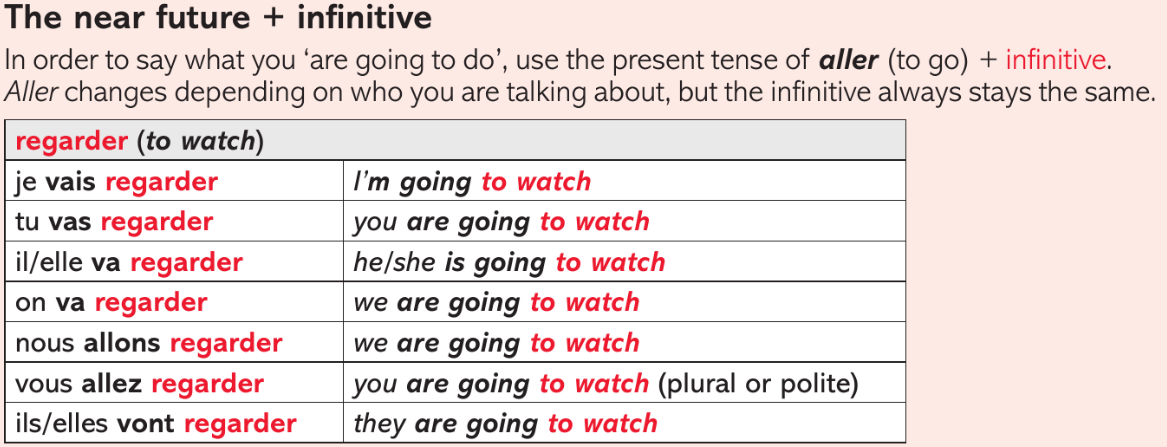 The near future + infinitive
In order to say what you ‘are going to do’, use the present tense of aller (to go) + infinitive.
Aller changes depending on who you are talking about, but the infinitive always stays the same.
regarder (to watch)
je vais regarder I’m going to watch
tu vas regarder you are going to watch
il/elle va regarder he/she is going to watch
on va regarder we are going to watch
nous allons regarder we are going to watch
vous allez regarder you are going to watch (plural or polite)
ils/elles vont regarder they are going to watch